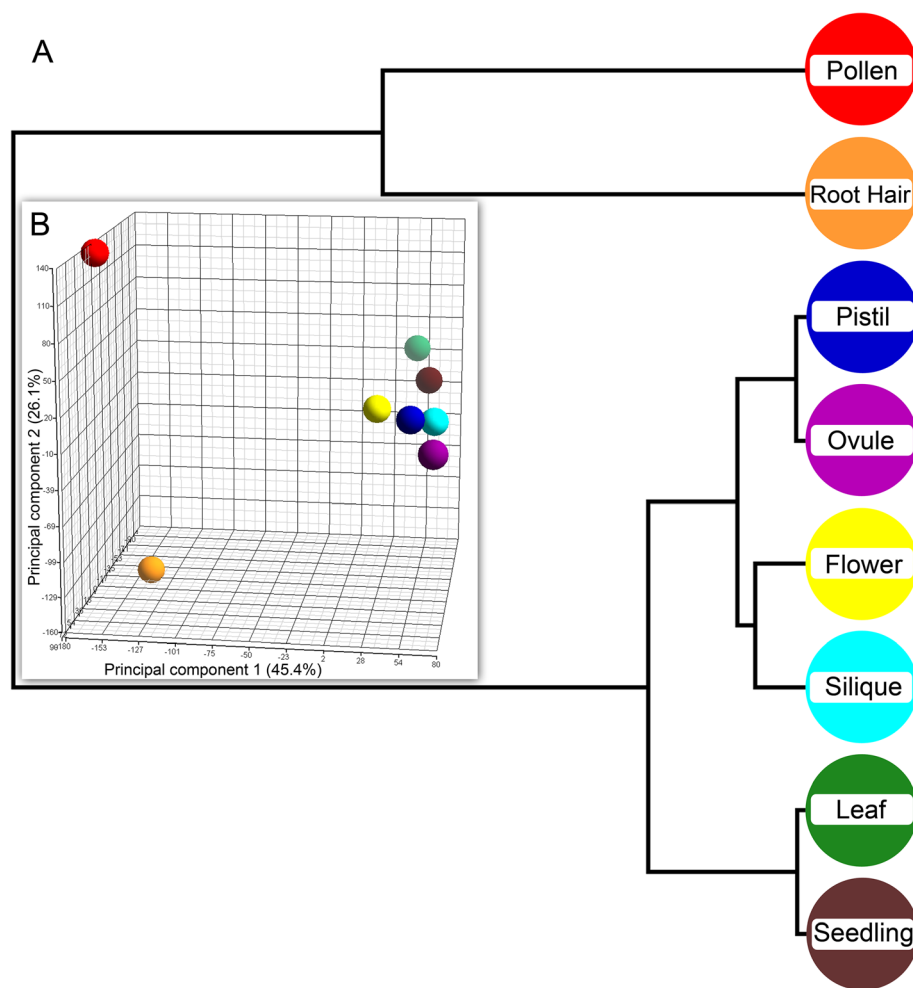 A
Pollen
Root Hair
B
Pistil
Ovule
Flower
Silique
Leaf
Seedling
Principal component 2 (26.1%)
140
110
80
50
20
-10
-39
-69
-99
-129
-160
-180
-153
-127
-101
-75
-50
-23
2
28
54
80
Principal component 1 (45.4%)